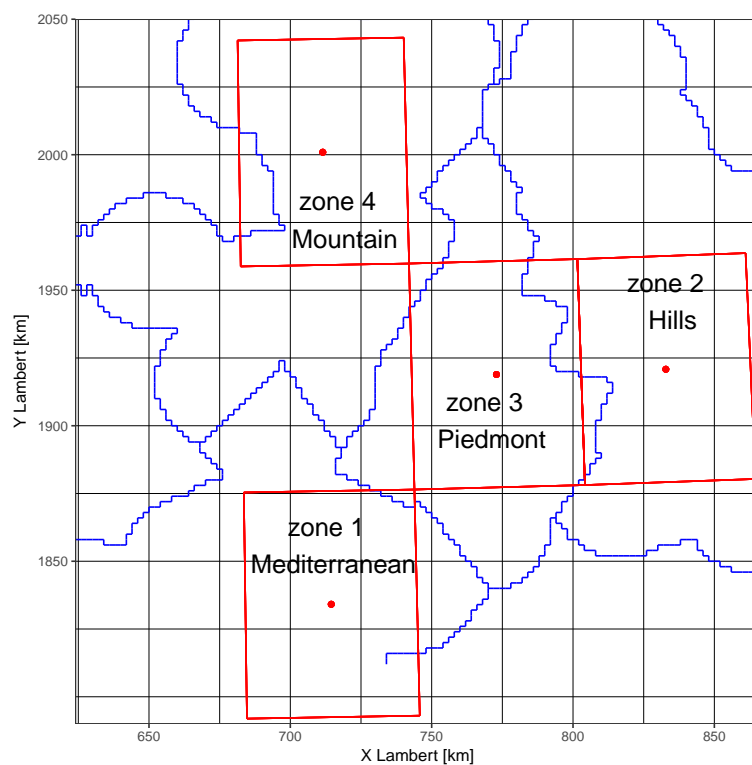 2050
2000
1950
1900
1850
Y Lambert [km]
zone 4
Mountain
zone 2
Hills
zone 3
Piedmont
zone 1
Mediterranean
650
700
750
800
850
X Lambert [km]